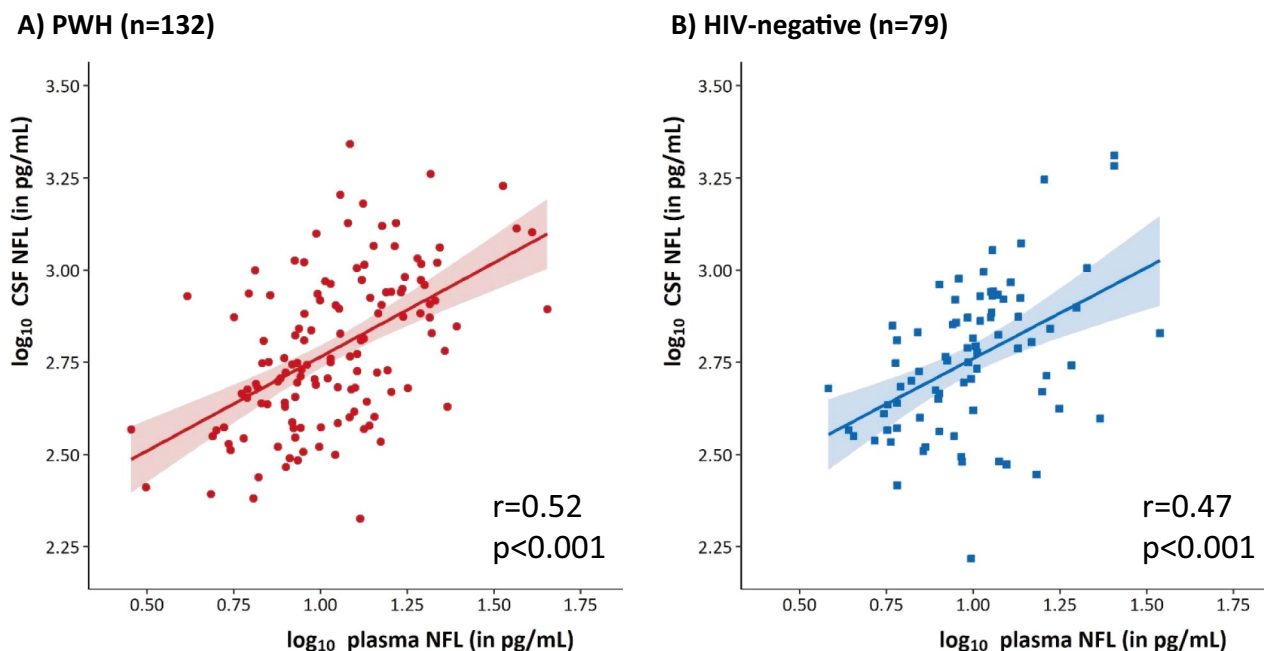 A) PWH (n=132)
3.50
3.25
3.00
2.75
2.50
2.25
log₁₀ CSF NFL (in pg/mL)
r=0.52
p<0.001
0.50 0.75 1.00 1.25 1.50 1.75
log₁₀ plasma NFL (in pg/mL)
B) HIV-negative (n=79)
3.50
3.25
3.00
2.75
2.50
2.25
log₁₀ CSF NFL (in pg/mL)
r=0.47
p<0.001
0.50 0.75 1.00 1.25 1.50 1.75
log₁₀ plasma NFL (in pg/mL)